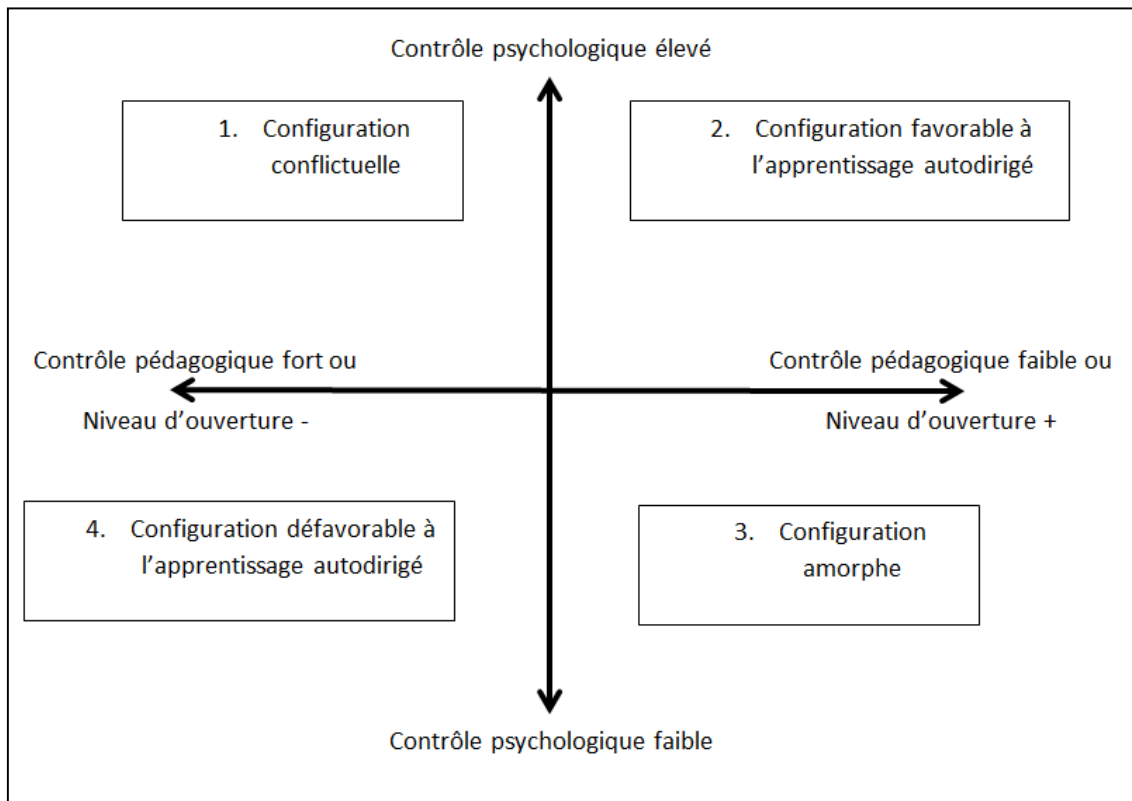 Contrôle psychologique élevé
1. Configuration
conflictuelle
2. Configuration favorable à
l'apprentissage autodirigé
Contrôle pédagogique fort ou
Niveau d'ouverture -
Contrôle pédagogique faible ou
Niveau d'ouverture +
4. Configuration défavorable à
l'apprentissage autodirigé
3. Configuration
amorphe
Contrôle psychologique faible